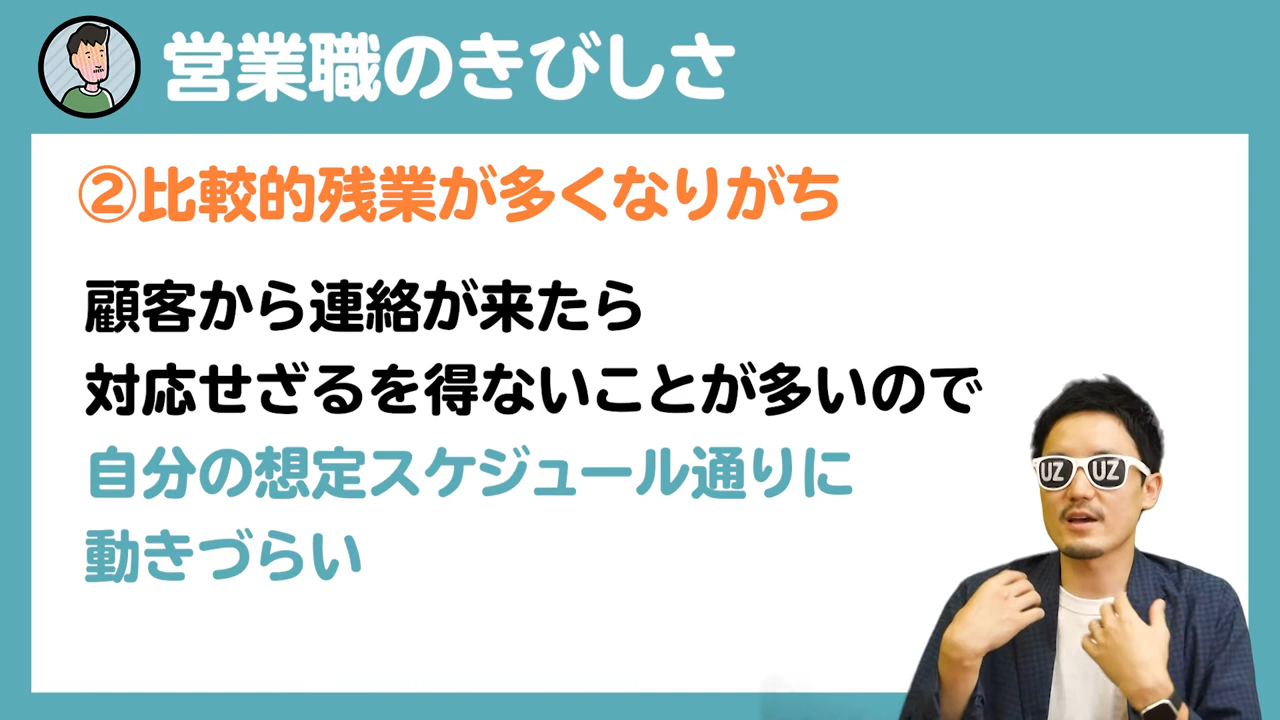 営業職のきびしさ
②比較的残業が多くなりがち
顧客から連絡が来たら
対応せざるを得ないことが多いので
自分の想定スケジュール通りに
動きづらい
UZ UZ